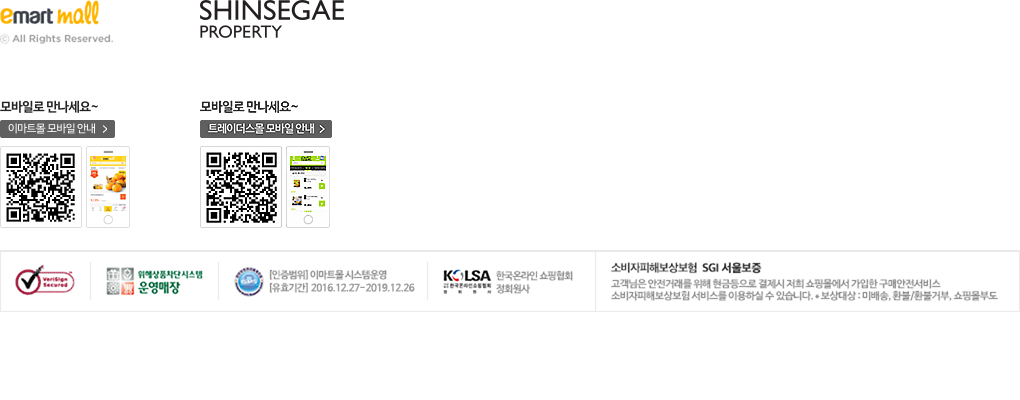 emart mall
ⓒ All Rights Reserved.
SHINSEGAE
PROPERTY
모바일로 만나세요~
이마트몰 모바일 안내 >
모바일로 만나세요~
트레이더스몰 모바일 안내 >
VeriSign
Secured
위해상품차단시스템
운영매장
[인증범위] 이마트몰 시스템운영
[유효기간] 2016.12.27~2019.12.26
KOLSA
한국온라인쇼핑협회
정회원사
한국온라인 쇼핑협회
정회원사
소비자피해보상보험 SGI 서울보증
고객님은 안전거래를 위해 현금등으로 결제시 저희 쇼핑몰에서 가입한 구매안전서비스
소비자피해보상보험 서비스를 이용하실 수 있습니다. • 보상대상 : 미배송, 환불/환불거부, 쇼핑몰부도